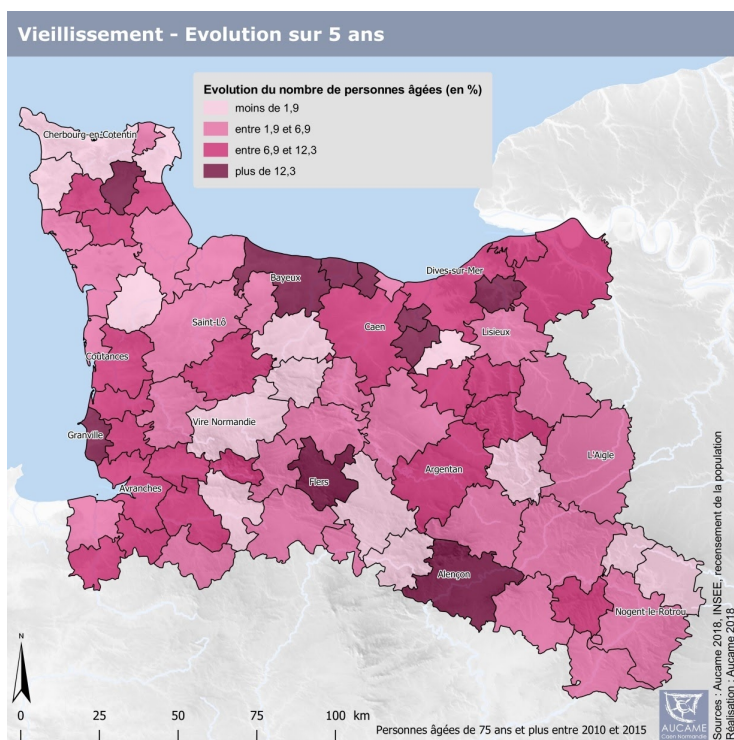 Vieillissement - Evolution sur 5 ans
Evolution du nombre de personnes âgées (en %)
moins de 1,9
entre 1,9 et 6,9
entre 6,9 et 12,3
plus de 12,3
Cherbourg-en-Cotentin
Bayeux
Dives-sur-Mer
Saint-Lô
Caen
Lisieux
Coutances
Vire Normandie
Granville
L'Aigle
Argentan
Flers
Avranches
Alençon
Nogent-le Rotrou
N
0 25 50 75 100 km
Personnes âgées de 75 ans et plus entre 2010 et 2015
AUCAME
Caen Normandie
Sources : Aucame 2018, INSEE, recensement de la population
Réalisation : Aucame 2018